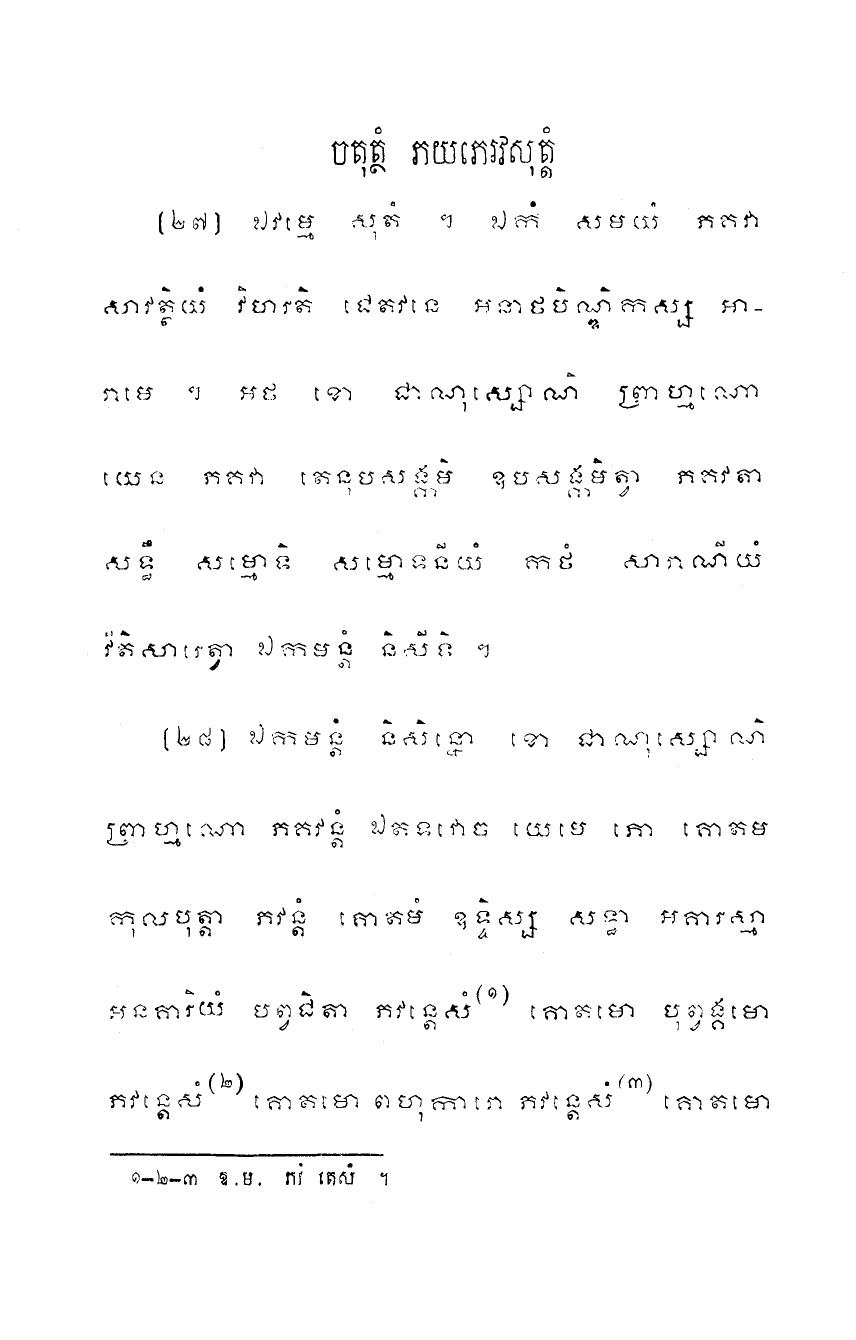 ចតុត្ថំ ភយភេរវសុត្តំ
(២៧) ឯវម្មេ សុតំ ។ ឯកំ សមយំ ភគវា
សាវត្ថិយំ វិហរតិ ជេតវនេ អនាថបិណ្ឌិកស្ស អា-
រាមេ ។ អថ ខោ ជាណុស្សោណិ ព្រាហ្មណោ
យេន ភគវា តេនុបសង្កមិ ឧបសង្កមិត្វា ភគវតា
សទ្ធឹ សម្មោទិ សម្មោទនីយំ កថំ សារាណីយំ
វីតិសារេត្វា ឯកមន្តំ និសីទិ ។
(២៨) ឯកមន្តំ និសិន្នោ ខោ ជាណុស្សោណិ
ព្រាហ្មណោ ភគវន្តំ ឯតទវោច យេមេ ភោ គោតម
កុលបុត្តា ភវន្តំ គោតមំ ឧទ្ទិស្ស សទ្ធា អគារស្មា
អនគារិយំ បព្វជិតា ភវន្តេសំ(១) គោតមោ បុព្វង្គមោ
ភវន្តេសំ(២) គោតមោ ពហុការោ ភវន្តេសំ(៣) គោតមោ
១-២-៣ ឱ.ម. ភវំ តេសំ ។